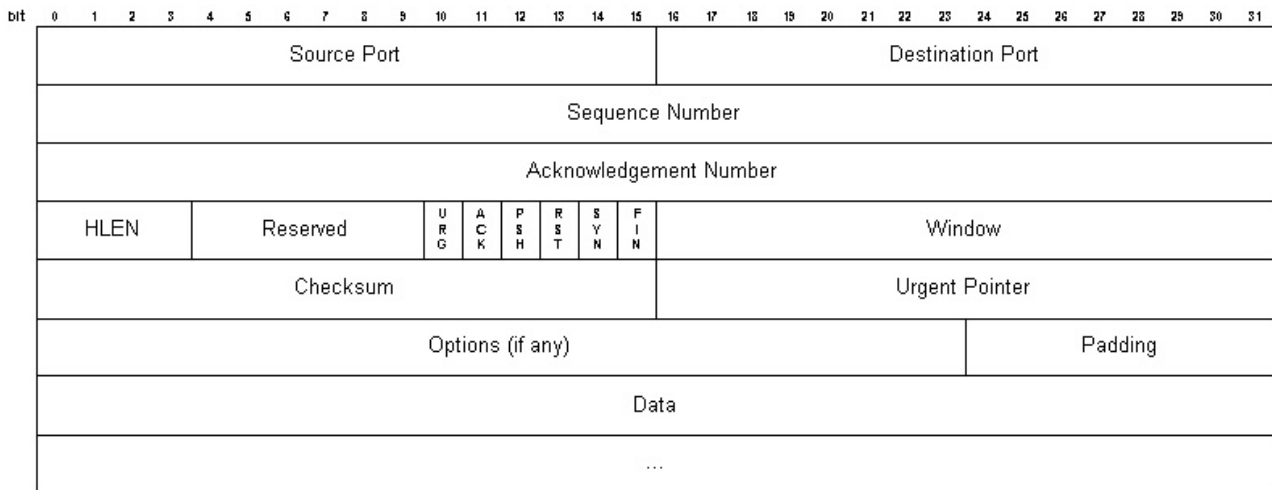 bit 0 1 2 3 4 5 6 7 8 9 10 11 12 13 14 15 16 17 18 19 20 21 22 23 24 25 26 27 28 29 30 31
Source Port Destination Port
Sequence Number
Acknowledgement Number
HLEN Reserved URG ACK PSH RST SYN FIN Window
Checksum Urgent Pointer
Options (if any) Padding
Data
...